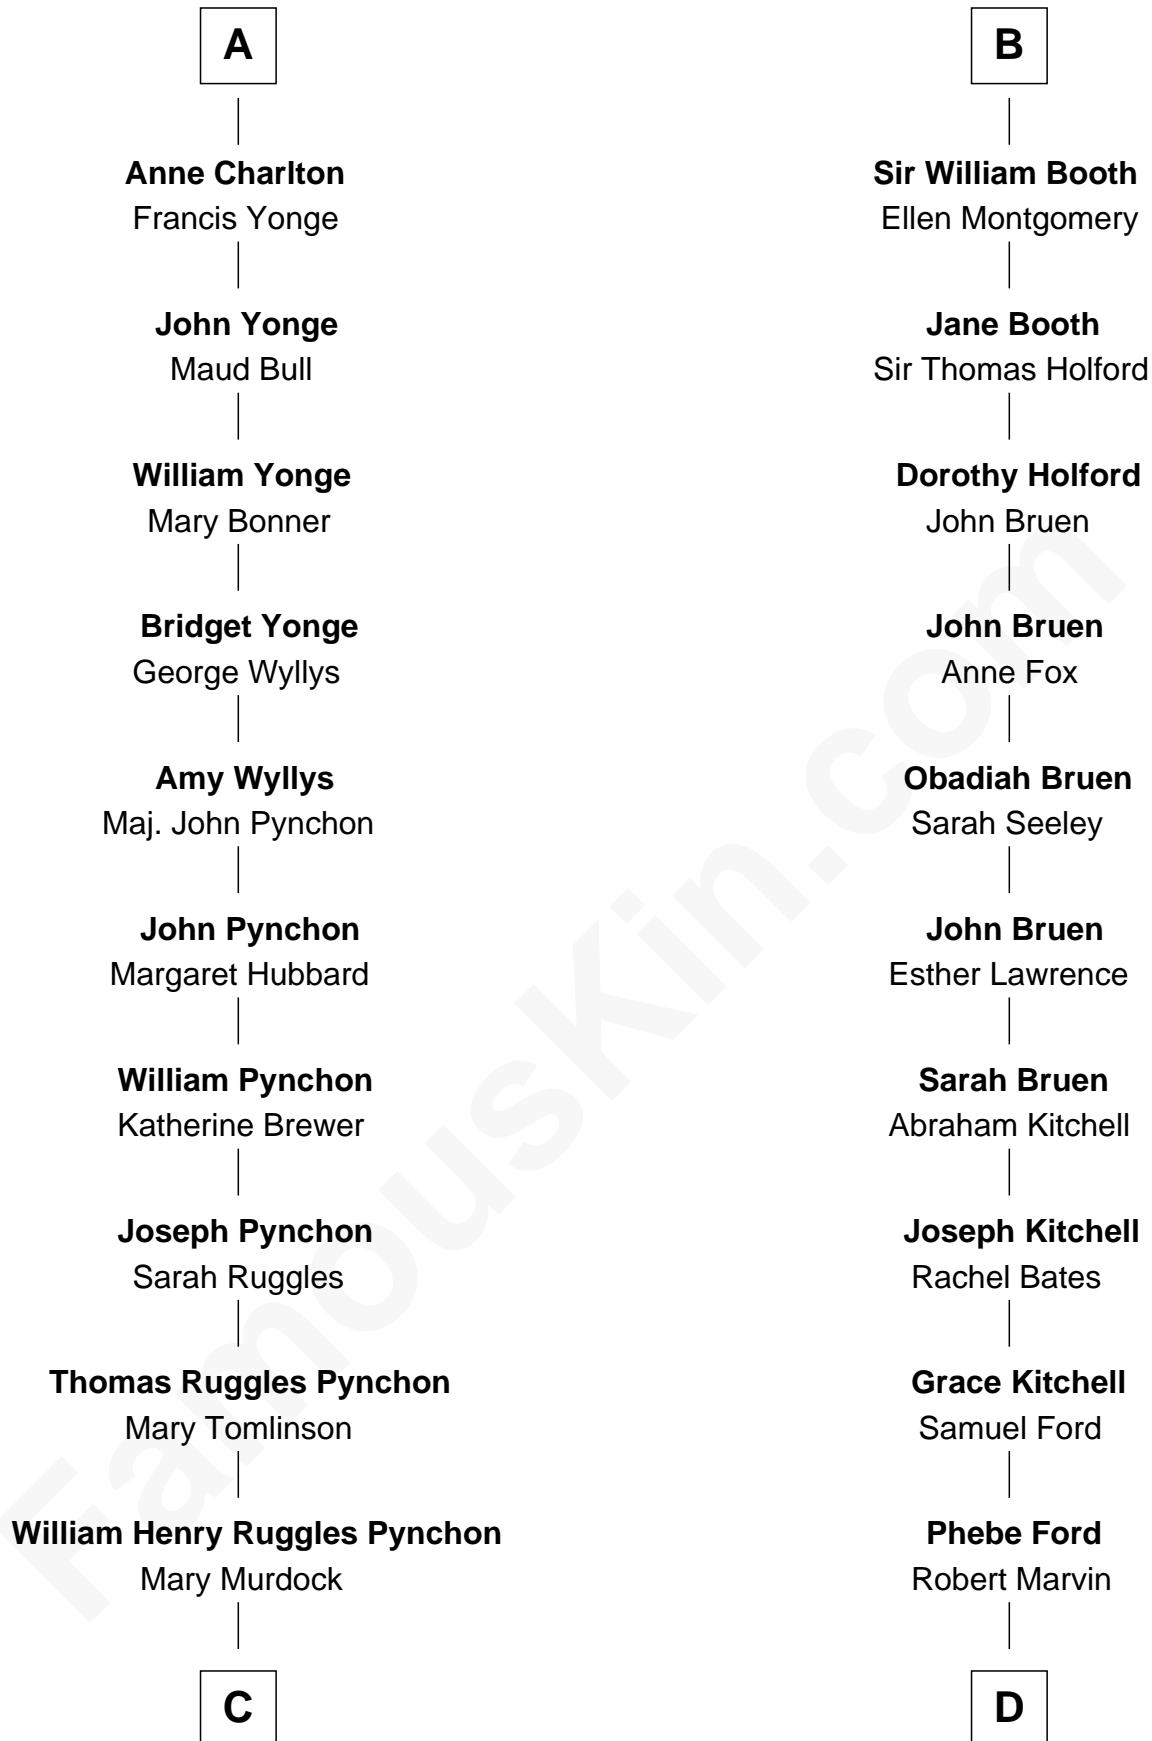 A
Anne Charlton
Francis Yonge
John Yonge
Maud Bull
William Yonge
Mary Bonner
Bridget Yonge
George Wyllys
Amy Wyllys
Maj. John Pynchon
John Pynchon
Margaret Hubbard
William Pynchon
Katherine Brewer
Joseph Pynchon
Sarah Ruggles
Thomas Ruggles Pynchon
Mary Tomlinson
William Henry Ruggles Pynchon
Mary Murdock
C
B
Sir William Booth
Ellen Montgomery
Jane Booth
Sir Thomas Holford
Dorothy Holford
John Bruen
John Bruen
Anne Fox
Obadiah Bruen
Sarah Seeley
John Bruen
Esther Lawrence
Sarah Bruen
Abraham Kitchell
Joseph Kitchell
Rachel Bates
Grace Kitchell
Samuel Ford
Phebe Ford
Robert Marvin
D
FamousKin.com